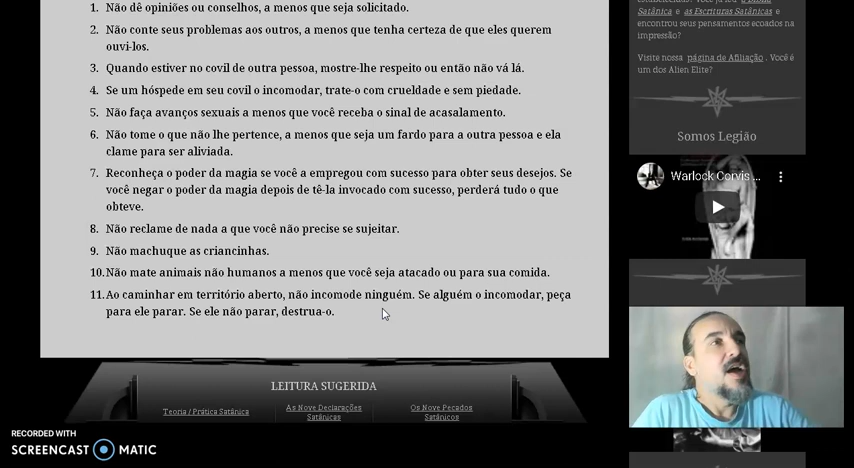 1. Não dê opiniões ou conselhos, a menos que seja solicitado.
2. Não conte seus problemas aos outros, a menos que tenha certeza de que eles querem
ouvi-los.
3. Quando estiver no covil de outra pessoa, mostre-lhe respeito ou então não vá lá.
4. Se um hóspede em seu covil o incomodar, trate-o com crueldade e sem piedade.
5. Não faça avanços sexuais a menos que você receba o sinal de acasalamento.
6. Não tome o que não lhe pertence, a menos que seja um fardo para a outra pessoa e ela
clame para ser aliviada.
7. Reconheça o poder da magia se você a empregou com sucesso para obter seus desejos. Se
você negar o poder da magia depois de tê-la invocado com sucesso, perderá tudo o que
obteve.
8. Não reclame de nada a que você não precise se sujeitar.
9. Não machuque as criancinhas.
10. Não mate animais não humanos a menos que você seja atacado ou para sua comida.
11. Ao caminhar em território aberto, não incomode ninguém. Se alguém o incomodar, peça
para ele parar. Se ele não parar, destrua-o.
LEITURA SUGERIDA
Teoria / Prática Satânica
As Nove Declarações
Satânicas
Os Nove Pecados
Satânicos
Satânica e as Escrituras Satânicas e
encontrou seus pensamentos ecoados na
impressão?
Visite nossa página de Afiliação . Você é
um dos Alien Elite?
Somos Legião
Warlock Corvis ...
RECORDED WITH
SCREENCAST MATIC